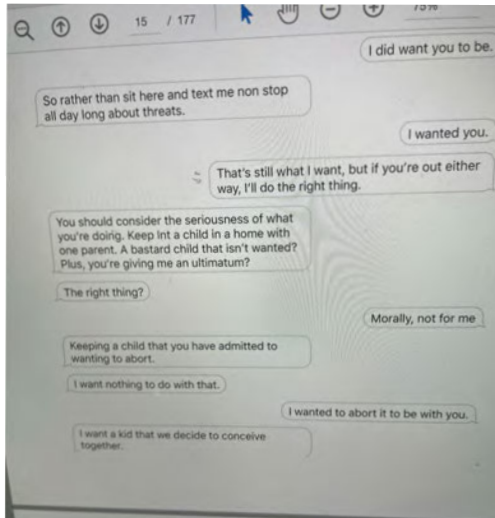 15 / 177
I did want you to be.
So rather than sit here and text me non stop
all day long about threats.
I wanted you.
That's still what I want, but if you're out either
way, I'll do the right thing.
You should consider the seriousness of what
you're doing. Keep Int a child in a home with
one parent. A bastard child that isn't wanted?
Plus, you're giving me an ultimatum?
The right thing?
Morally, not for me
Keeping a child that you have admitted to
wanting to abort.
I want nothing to do with that.
I wanted to abort it to be with you.
I want a kid that we decide to conceive
together.